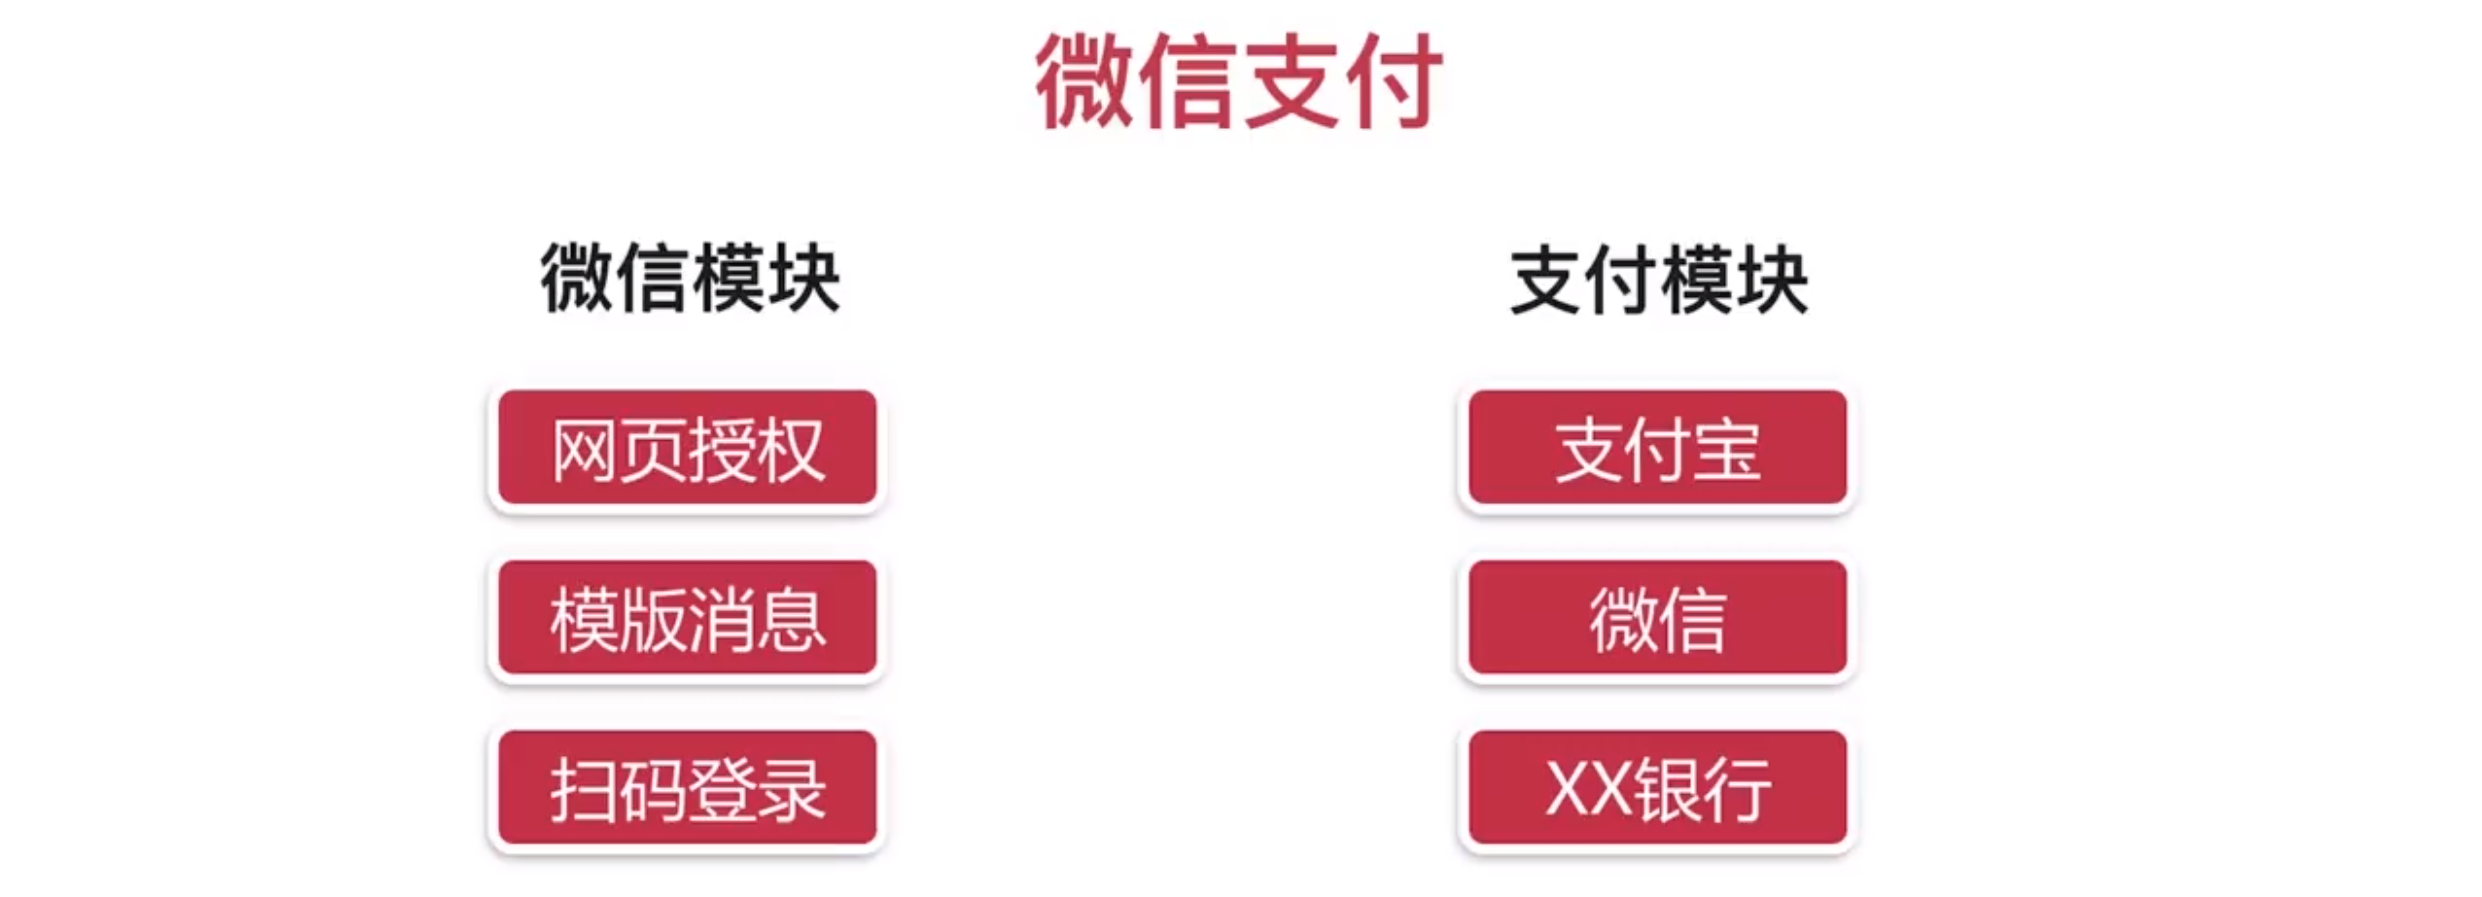 微信支付
微信模块
网页授权
模版消息
扫码登录
支付模块
支付宝
微信
XX银行